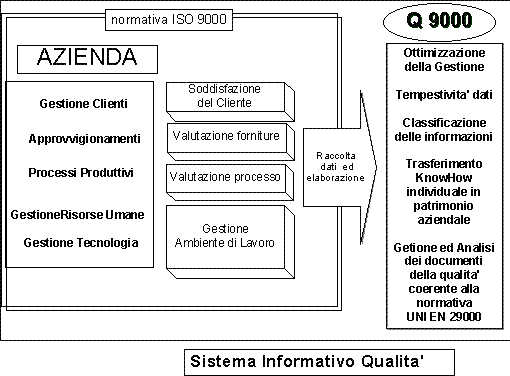 normativa ISO 9000
Q 9000
AZIENDA
Gestione Clienti
Approvvigionamenti
Processi Produttivi
GestioneRisorse Umane
Gestione Tecnologia
Soddisfazione
del Cliente
Valutazione forniture
Valutazione processo
Gestione
Ambiente di Lavoro
Raccolta
dati ed
elaborazione
Ottimizzazione
della Gestione
Tempestivita' dati
Classificazione
delle informazioni
Trasferimento
KnowHow
individuale in
patrimonio
aziendale
Getione ed Analisi
dei documenti
della qualita'
coerente alla
normativa
UNI EN 29000
Sistema Informativo Qualita'